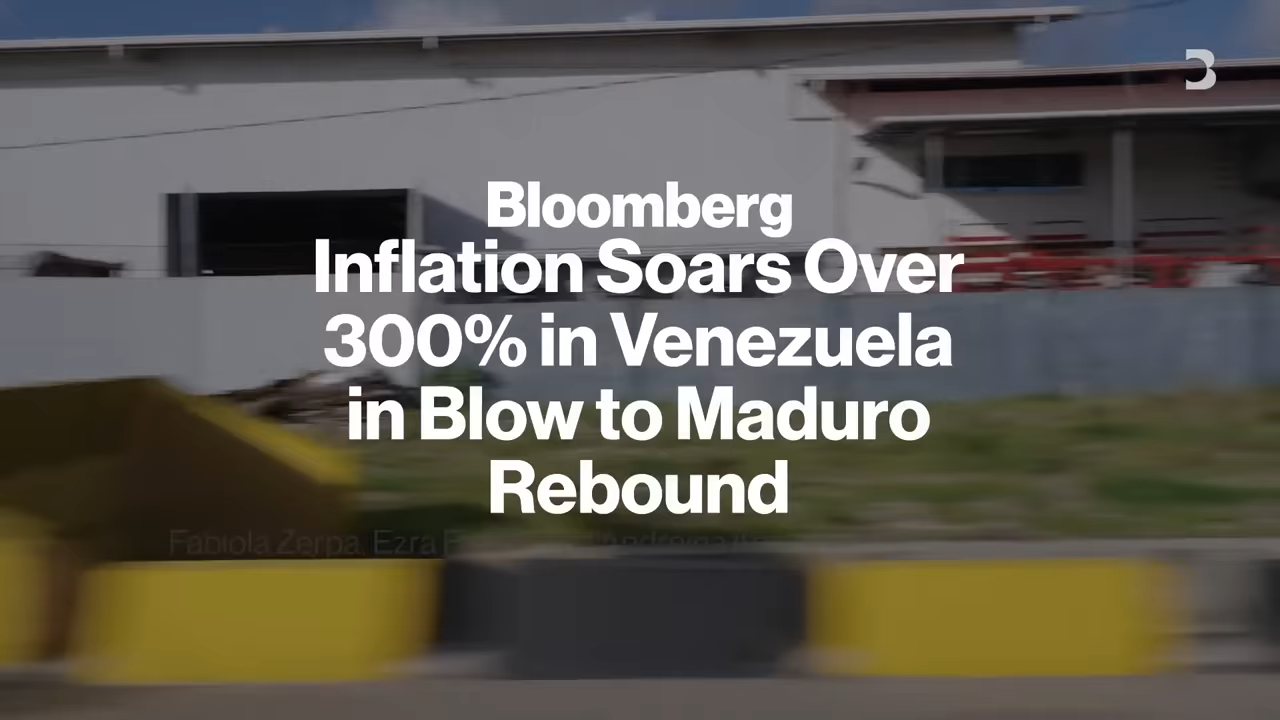 Bloomberg
Inflation Soars Over
300% in Venezuela
in Blow to Maduro
Rebound
Fabiola Zerpa, Ezra